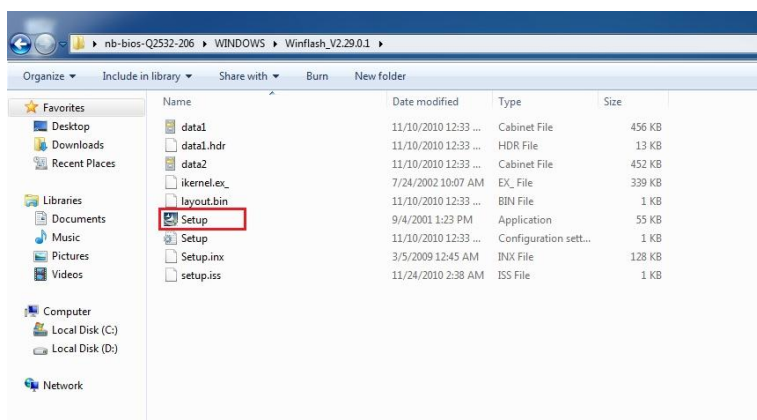 nb-bios-Q2532-206 ▸ WINDOWS ▸ Winflash_V2.29.0.1 ▸
Organize Include in library Share with Burn New folder
Favorites
Desktop
Downloads
Recent Places
Libraries
Documents
Music
Pictures
Videos
Computer
Local Disk (C:)
Local Disk (D:)
Network
Name Date modified Type Size
data1 11/10/2010 12:33 ... Cabinet File 456 KB
data1.hdr 11/10/2010 12:33 ... HDR File 13 KB
data2 11/10/2010 12:33 ... Cabinet File 452 KB
ikernel.ex_ 7/24/2002 10:07 AM EX_ File 339 KB
layout.bin 11/10/2010 12:33 ... BIN File 1 KB
Setup 9/4/2001 1:23 PM Application 55 KB
Setup 11/10/2010 12:33 ... Configuration sett... 1 KB
Setup.inx 3/5/2009 12:45 AM INX File 128 KB
setup.iss 11/24/2010 2:38 AM ISS File 1 KB